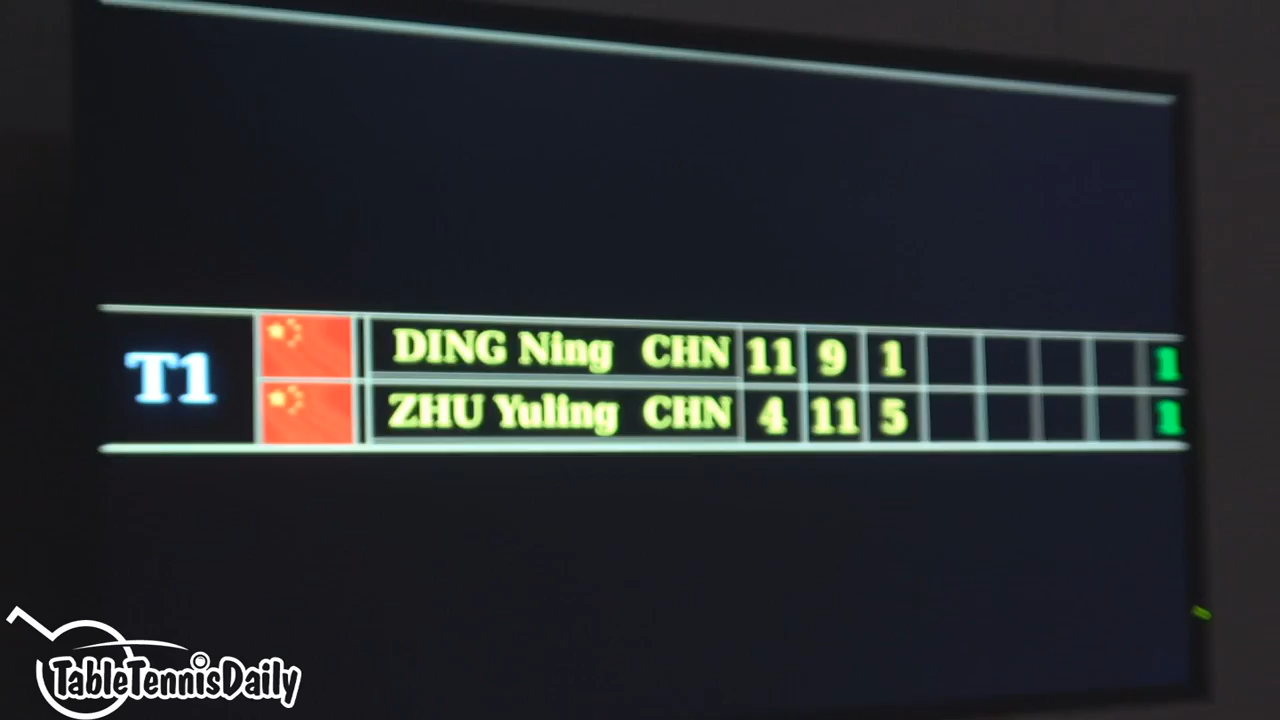 T1
DING Ning CHN 11 9 1 1
ZHU Yuling CHN 4 11 5 1
TableTennisDaily